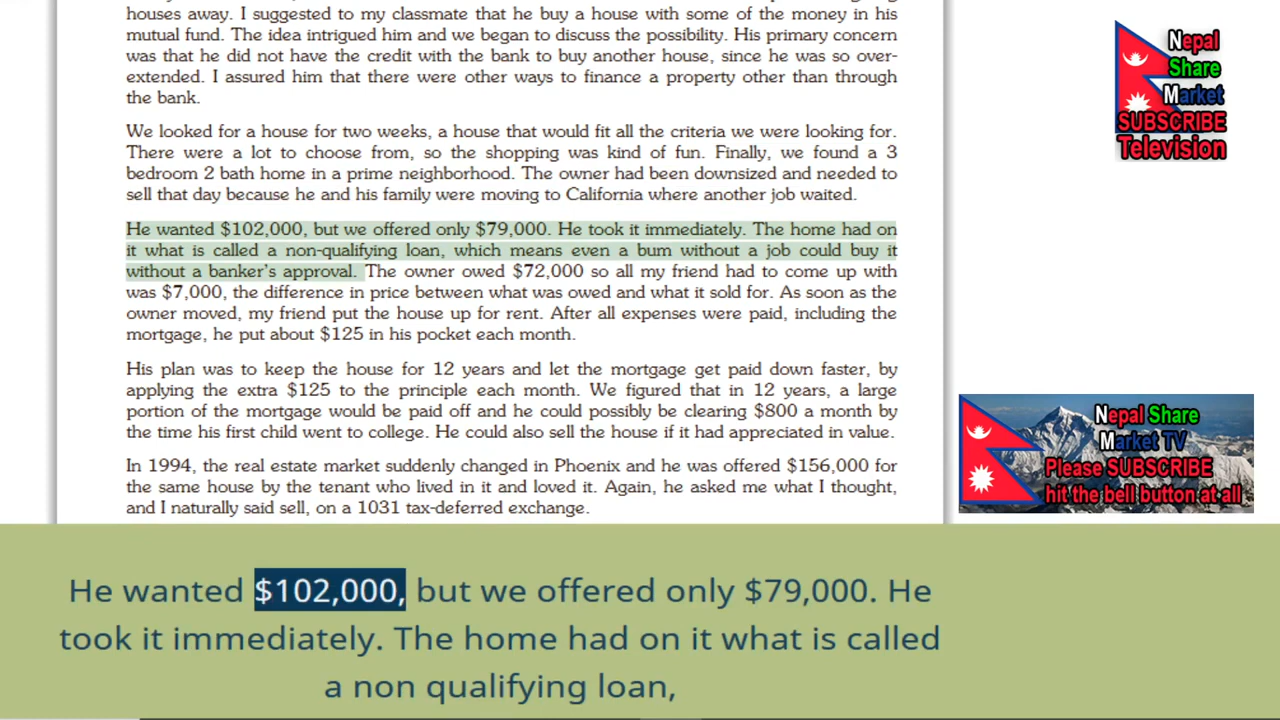 houses away. I suggested to my classmate that he buy a house with some of the money in his
mutual fund. The idea intrigued him and we began to discuss the possibility. His primary concern
was that he did not have the credit with the bank to buy another house, since he was so over-
extended. I assured him that there were other ways to finance a property other than through
the bank.
We looked for a house for two weeks, a house that would fit all the criteria we were looking for.
There were a lot to choose from, so the shopping was kind of fun. Finally, we found a 3
bedroom 2 bath home in a prime neighborhood. The owner had been downsized and needed to
sell that day because he and his family were moving to California where another job waited.
He wanted $102,000, but we offered only $79,000. He took it immediately. The home had on
it what is called a non-qualifying loan, which means even a bum without a job could buy it
without a banker's approval. The owner owed $72,000 so all my friend had to come up with
was $7,000, the difference in price between what was owed and what it sold for. As soon as the
owner moved, my friend put the house up for rent. After all expenses were paid, including the
mortgage, he put about $125 in his pocket each month.
His plan was to keep the house for 12 years and let the mortgage get paid down faster, by
applying the extra $125 to the principle each month. We figured that in 12 years, a large
portion of the mortgage would be paid off and he could possibly be clearing $800 a month by
the time his first child went to college. He could also sell the house if it had appreciated in value.
In 1994, the real estate market suddenly changed in Phoenix and he was offered $156,000 for
the same house by the tenant who lived in it and loved it. Again, he asked me what I thought,
and I naturally said sell, on a 1031 tax-deferred exchange.
Nepal
Share
Market
SUBSCRIBE
Television
Nepal Share
Market TV
Please SUBSCRIBE
hit the bell button at all
He wanted $102,000, but we offered only $79,000. He
took it immediately. The home had on it what is called
a non qualifying loan,